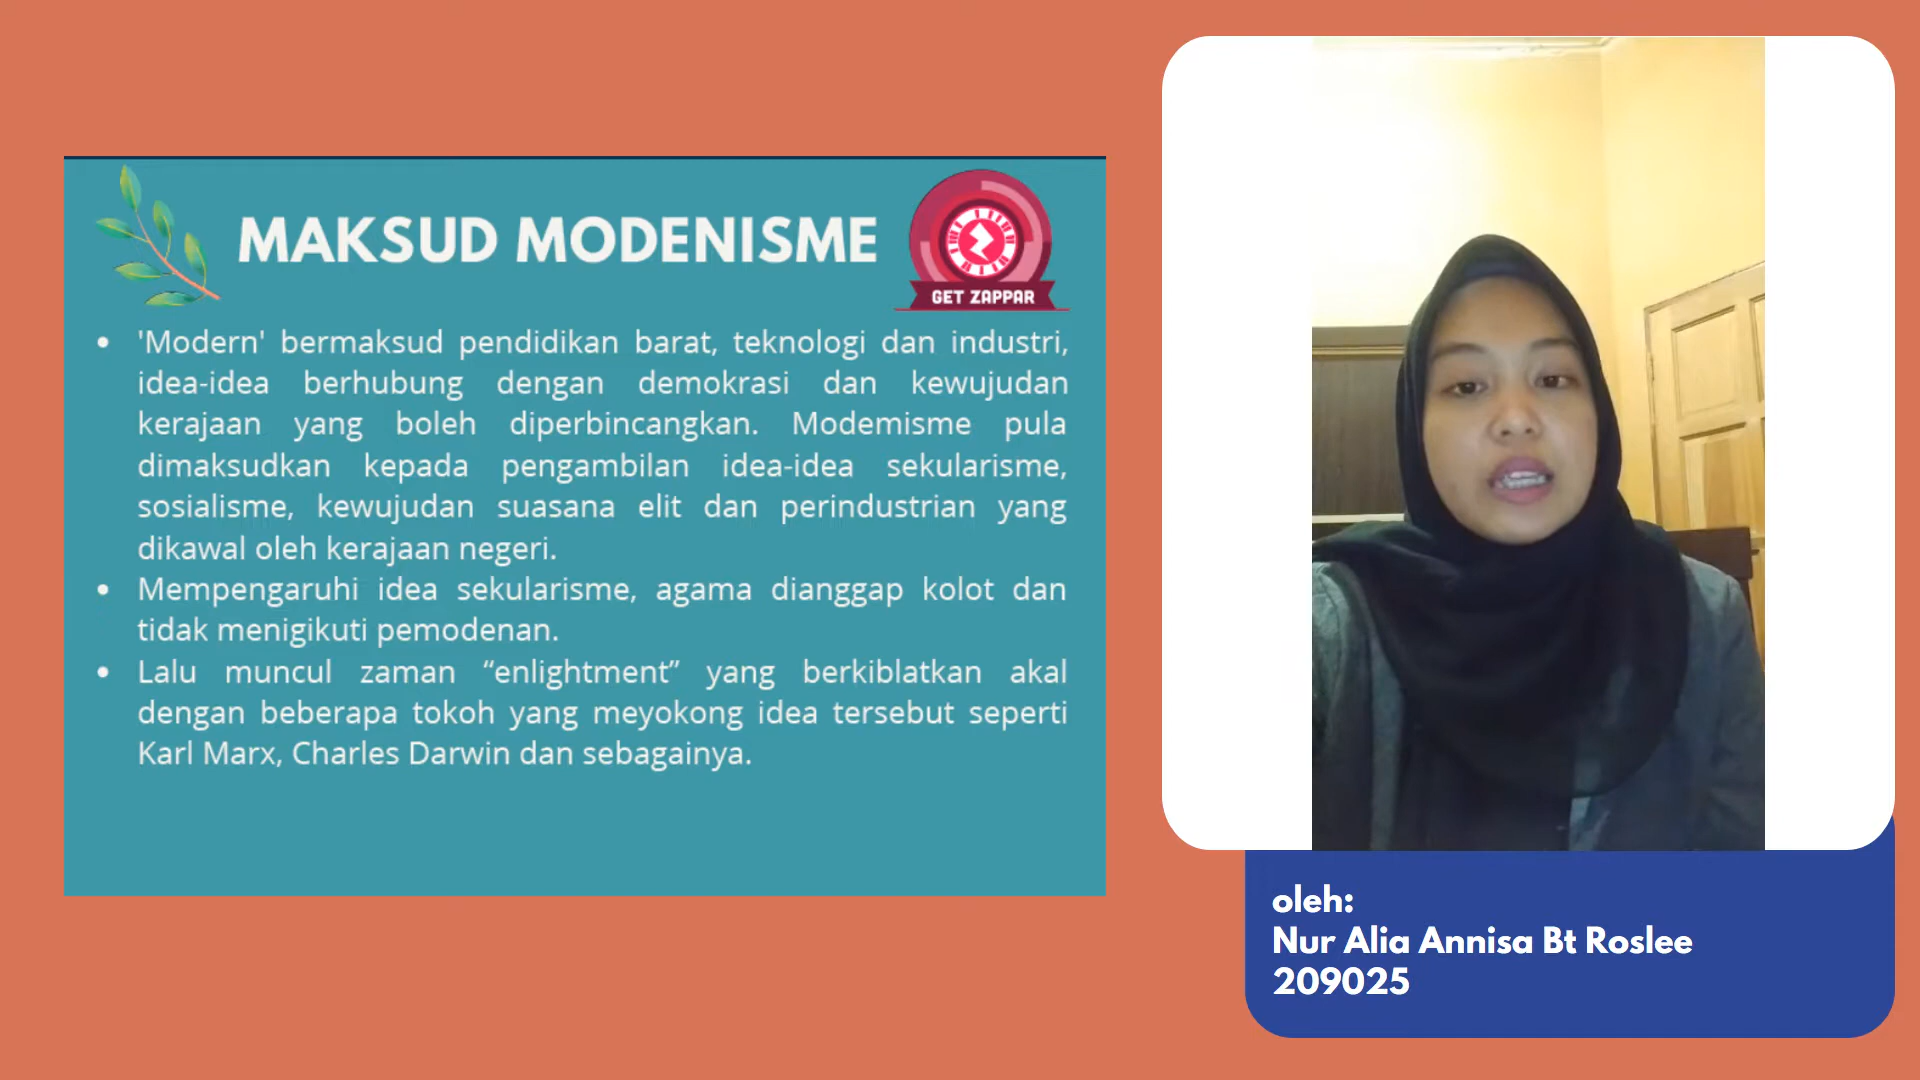 MAKSUD MODENISME
GET ZAPPAR
• 'Modern' bermaksud pendidikan barat, teknologi dan industri,
idea-idea berhubung dengan demokrasi dan kewujudan
kerajaan yang boleh diperbincangkan. Modemisme pula
dimaksudkan kepada pengambilan idea-idea sekularisme,
sosialisme, kewujudan suasana elit dan perindustrian yang
dikawal oleh kerajaan negeri.
• Mempengaruhi idea sekularisme, agama dianggap kolot dan
tidak menigikuti pemodenan.
• Lalu muncul zaman “enlightment” yang berkiblatkan akal
dengan beberapa tokoh yang meyokong idea tersebut seperti
Karl Marx, Charles Darwin dan sebagainya.
oleh:
Nur Alia Annisa Bt Roslee
209025